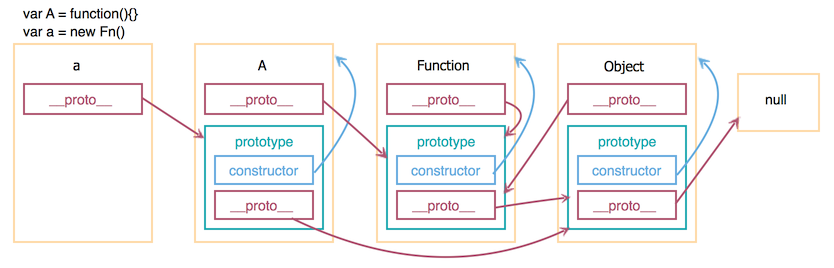 var A = function(){}
var a = new Fn()
a
A
Function
Object
__proto__
__proto__
__proto__
__proto__
null
prototype
prototype
prototype
constructor
constructor
constructor
__proto__
__proto__
__proto__